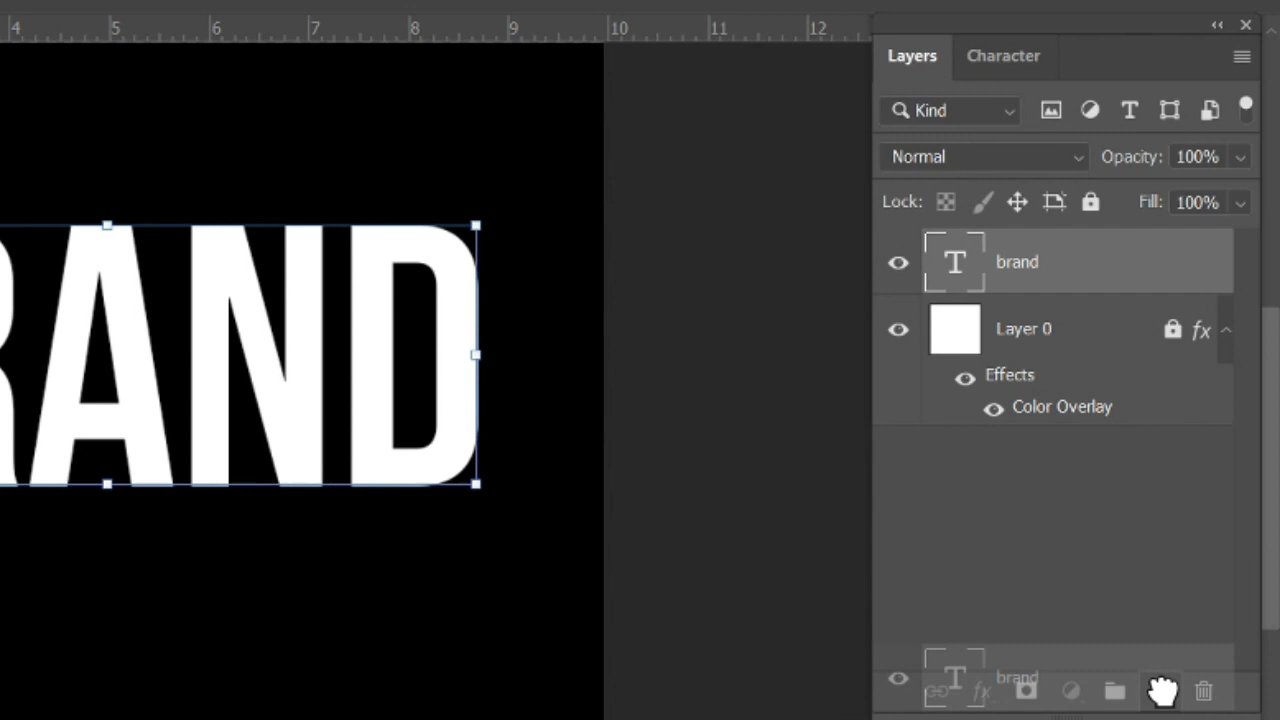 4 5 6 7 8 9 10 11 12
Layers Character
Kind T
Normal Opacity: 100%
Lock: Fill: 100%
T brand
Layer 0 fx
Effects
Color Overlay
RAND
T brand
fx